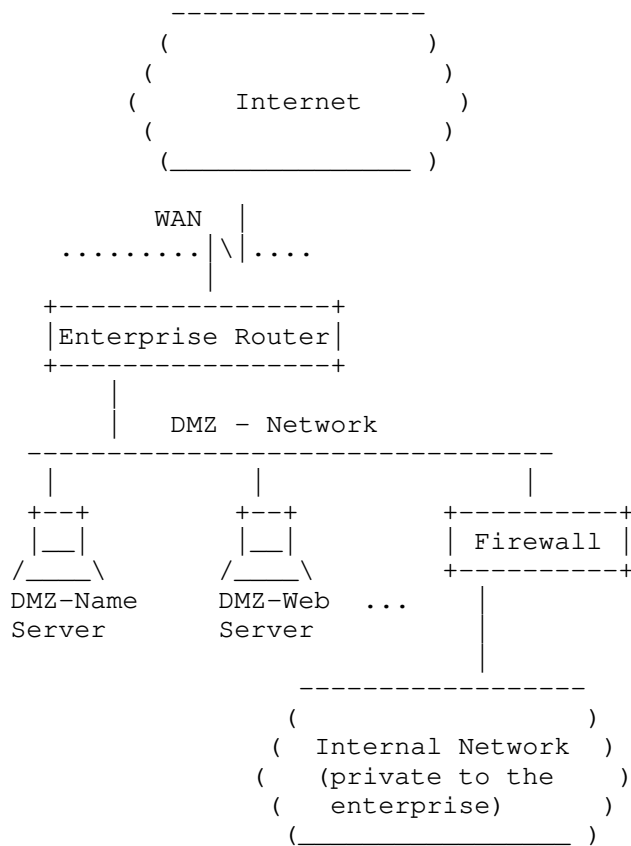 Internet
WAN
Enterprise Router
DMZ - Network
Firewall
DMZ-Name DMZ-Web ...
Server Server
Internal Network
(private to the
enterprise)